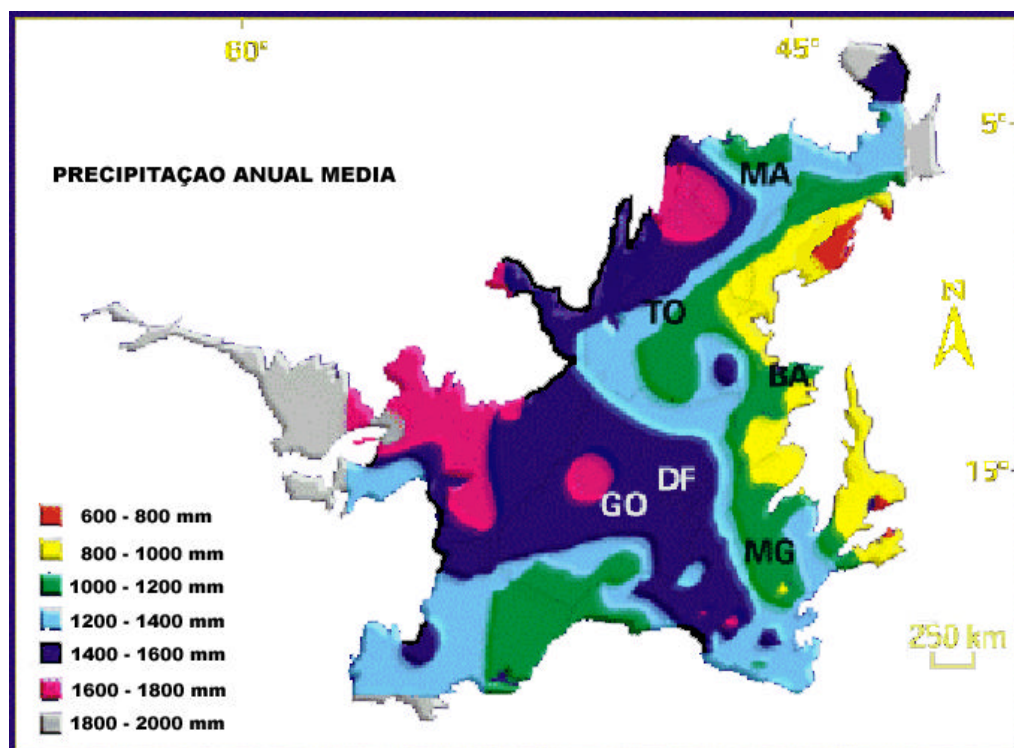 60°
45°
5°
PRECIPITAÇAO ANUAL MEDIA
MA
TO
N
BA
15°
DF
GO
MG
600 - 800 mm
800 - 1000 mm
1000 - 1200 mm
1200 - 1400 mm
1400 - 1600 mm
1600 - 1800 mm
1800 - 2000 mm
250 km